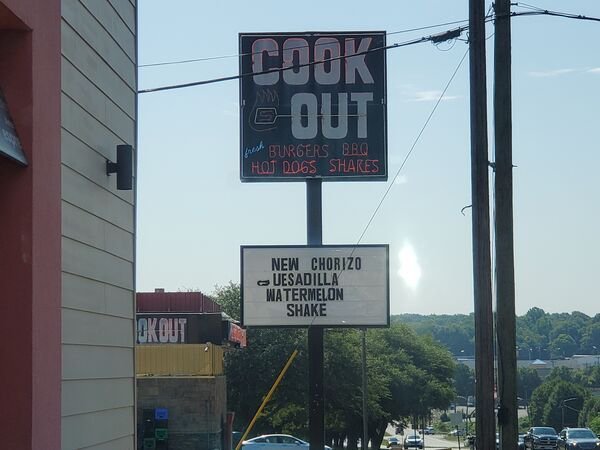 COOK
OUT
fresh BURGERS BBQ
HOT DOGS SHAKES
NEW CHORIZO
UESADILLA
WATERMELON
SHAKE
OKOUT